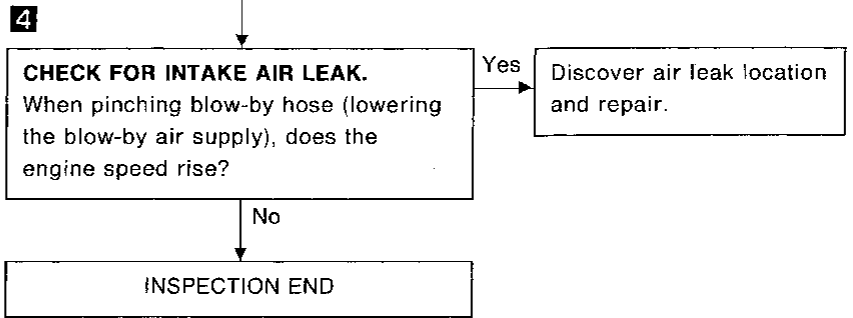 4
CHECK FOR INTAKE AIR LEAK.
When pinching blow-by hose (lowering
the blow-by air supply), does the
engine speed rise?
Yes
Discover air leak location
and repair.
No
INSPECTION END